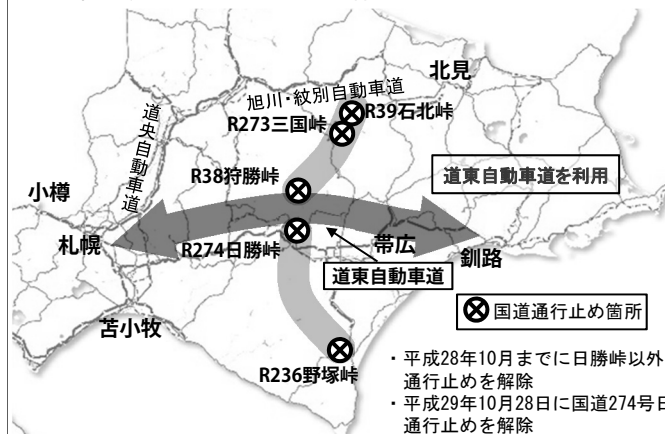 北見
旭川・紋別自動車道
R39石北峠
R273三国峠
道央自動車道
R38狩勝峠
道東自動車道を利用
小樽
札幌
R274日勝峠
帯広
釧路
道東自動車道
苫小牧
国道通行止め箇所
R236野塚峠
・平成28年10月までに日勝峠以外
通行止めを解除
・平成29年10月28日に国道274号日
通行止めを解除